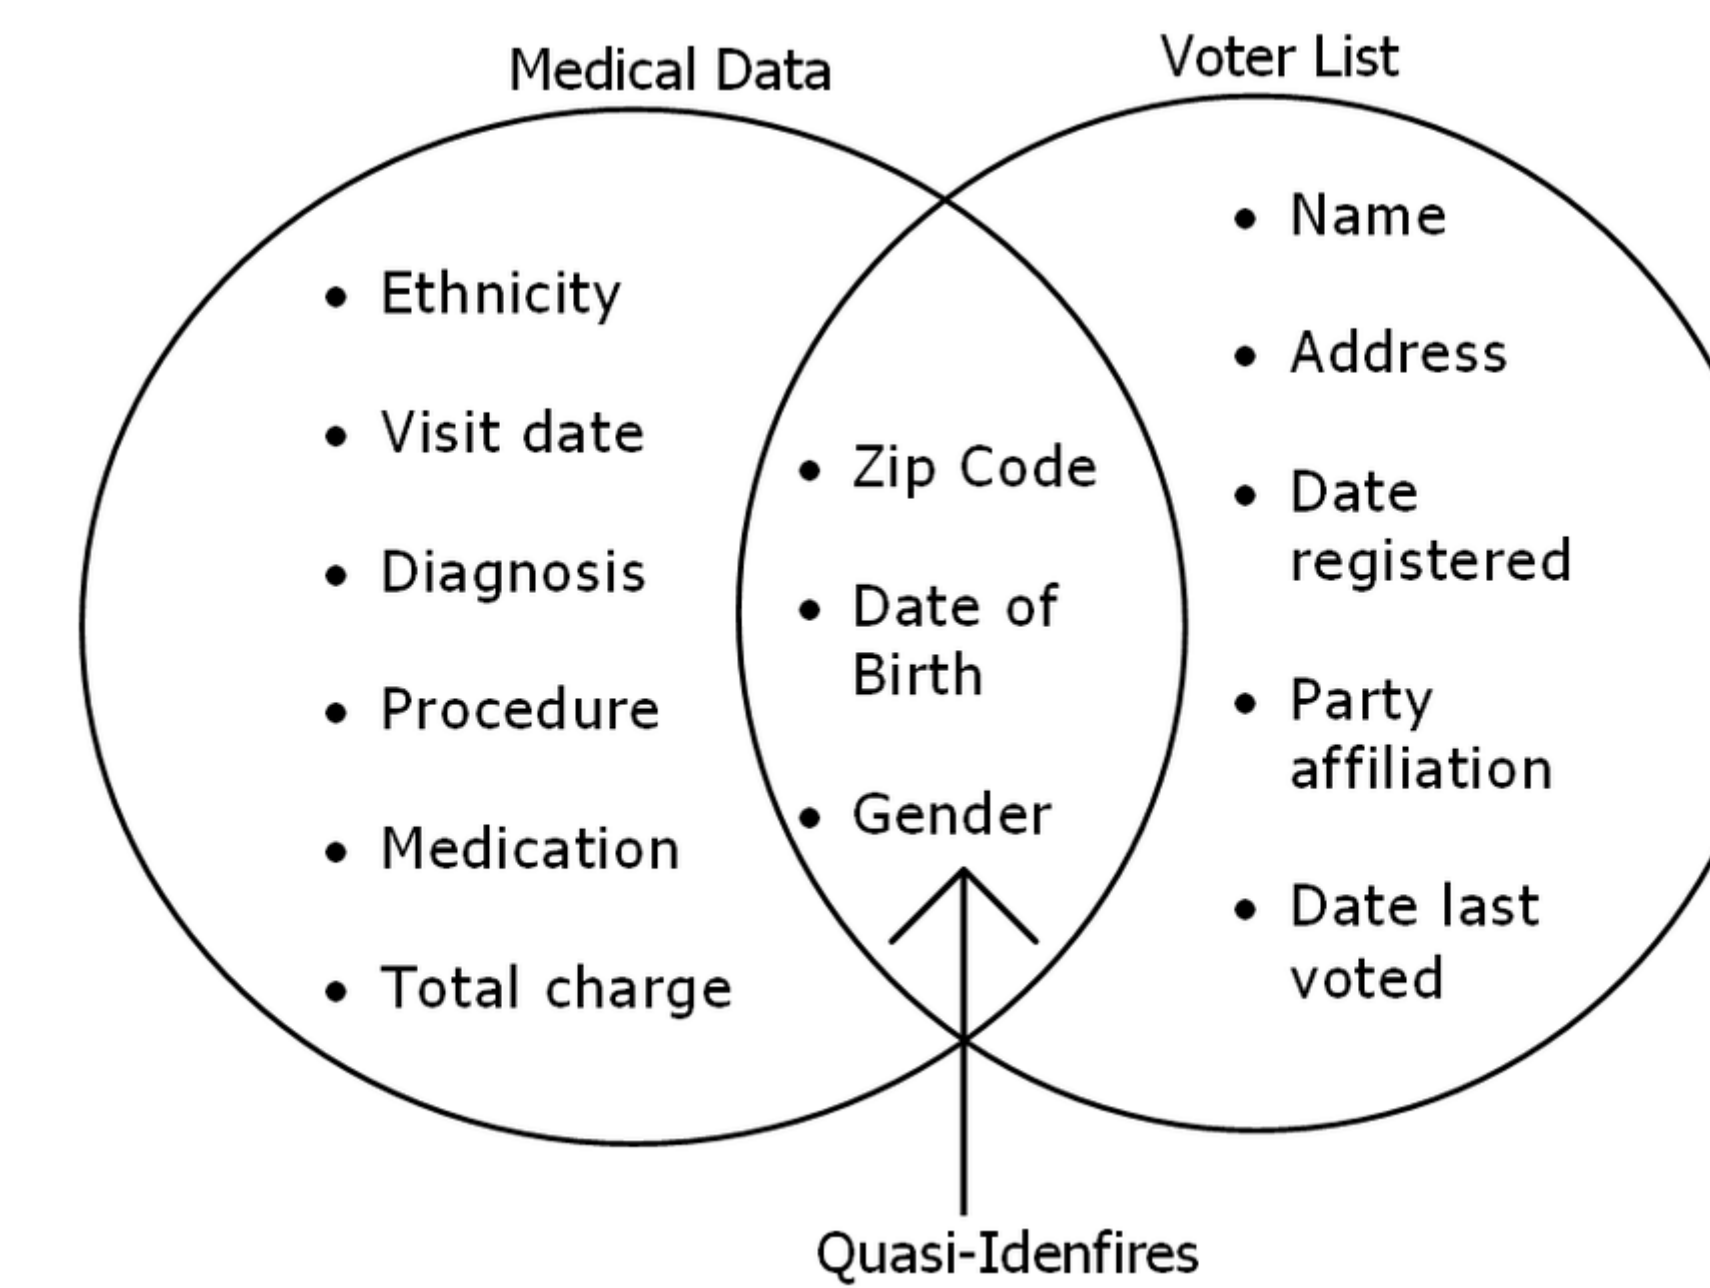 Medical Data
Voter List
• Ethnicity
• Visit date
• Diagnosis
• Procedure
• Medication
• Total charge
• Zip Code
• Date of
Birth
• Gender
• Name
• Address
• Date
registered
• Party
affiliation
• Date last
voted
Quasi-Idenfires